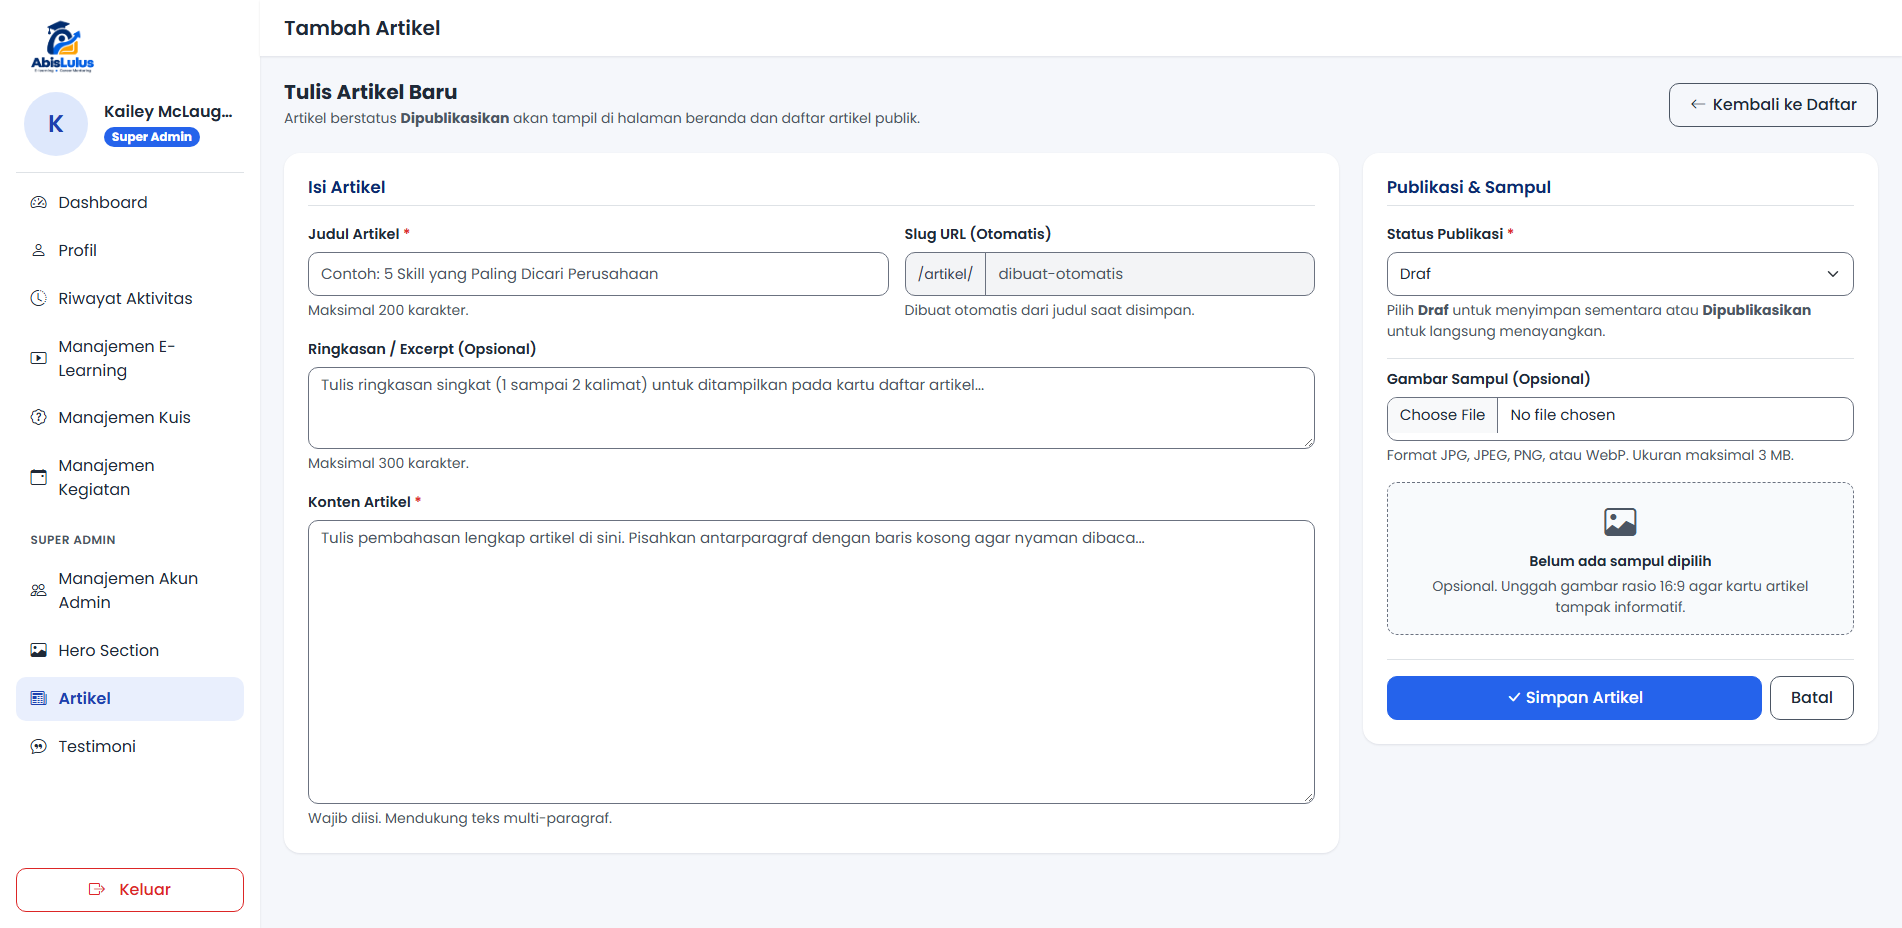 AbisLulus
K
Kailey McLaug...
Super Admin
Dashboard
Profil
Riwayat Aktivitas
Manajemen E-
Learning
Manajemen Kuis
Manajemen
Kegiatan
SUPER ADMIN
Manajemen Akun
Admin
Hero Section
Artikel
Testimoni
Keluar
Tambah Artikel
Tulis Artikel Baru
Artikel berstatus Dipublikasikan akan tampil di halaman beranda dan daftar artikel publik.
← Kembali ke Daftar
Isi Artikel
Judul Artikel *
Contoh: 5 Skill yang Paling Dicari Perusahaan
Maksimal 200 karakter.
Slug URL (Otomatis)
/artikel/ dibuat-otomatis
Dibuat otomatis dari judul saat disimpan.
Ringkasan / Excerpt (Opsional)
Tulis ringkasan singkat (1 sampai 2 kalimat) untuk ditampilkan pada kartu daftar artikel...
Maksimal 300 karakter.
Konten Artikel *
Tulis pembahasan lengkap artikel di sini. Pisahkan antarparagraf dengan baris kosong agar nyaman dibaca...
Wajib diisi. Mendukung teks multi-paragraf.
Publikasi & Sampul
Status Publikasi *
Draf
Pilih Draf untuk menyimpan sementara atau Dipublikasikan
untuk langsung menayangkan.
Gambar Sampul (Opsional)
Choose File No file chosen
Format JPG, JPEG, PNG, atau WebP. Ukuran maksimal 3 MB.
Belum ada sampul dipilih
Opsional. Unggah gambar rasio 16:9 agar kartu artikel
tampak informatif.
Simpan Artikel
Batal